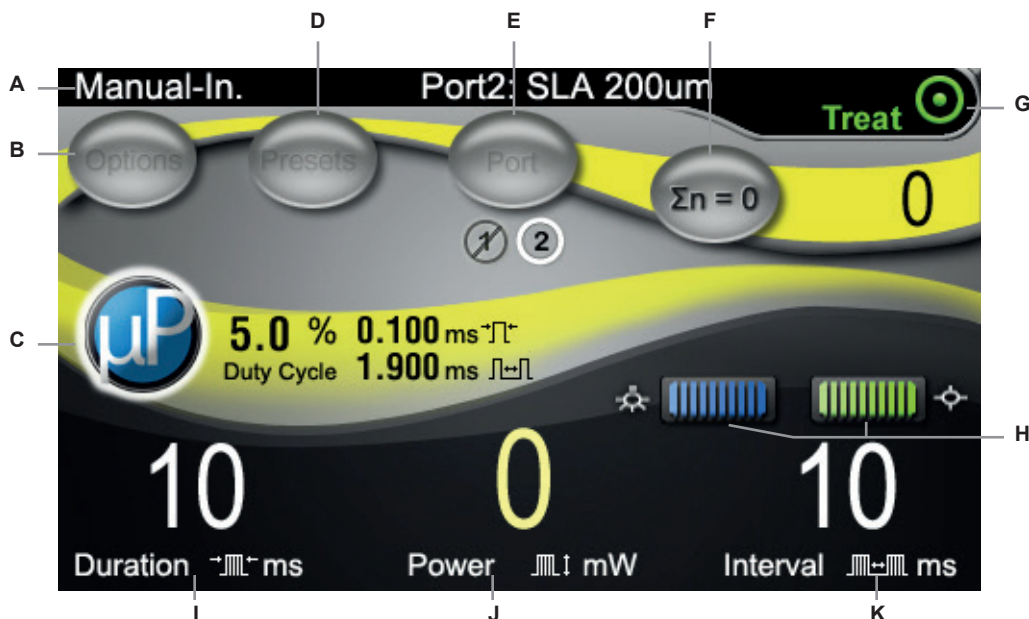 D E F
A Manual-In. Port2: SLA 200um Treat G
B Options Presets Port Σn = 0 0
1 2
C µP 5.0 % 0.100 ms
Duty Cycle 1.900 ms
H
10 0 10
Duration ms Power mW Interval ms
I J K